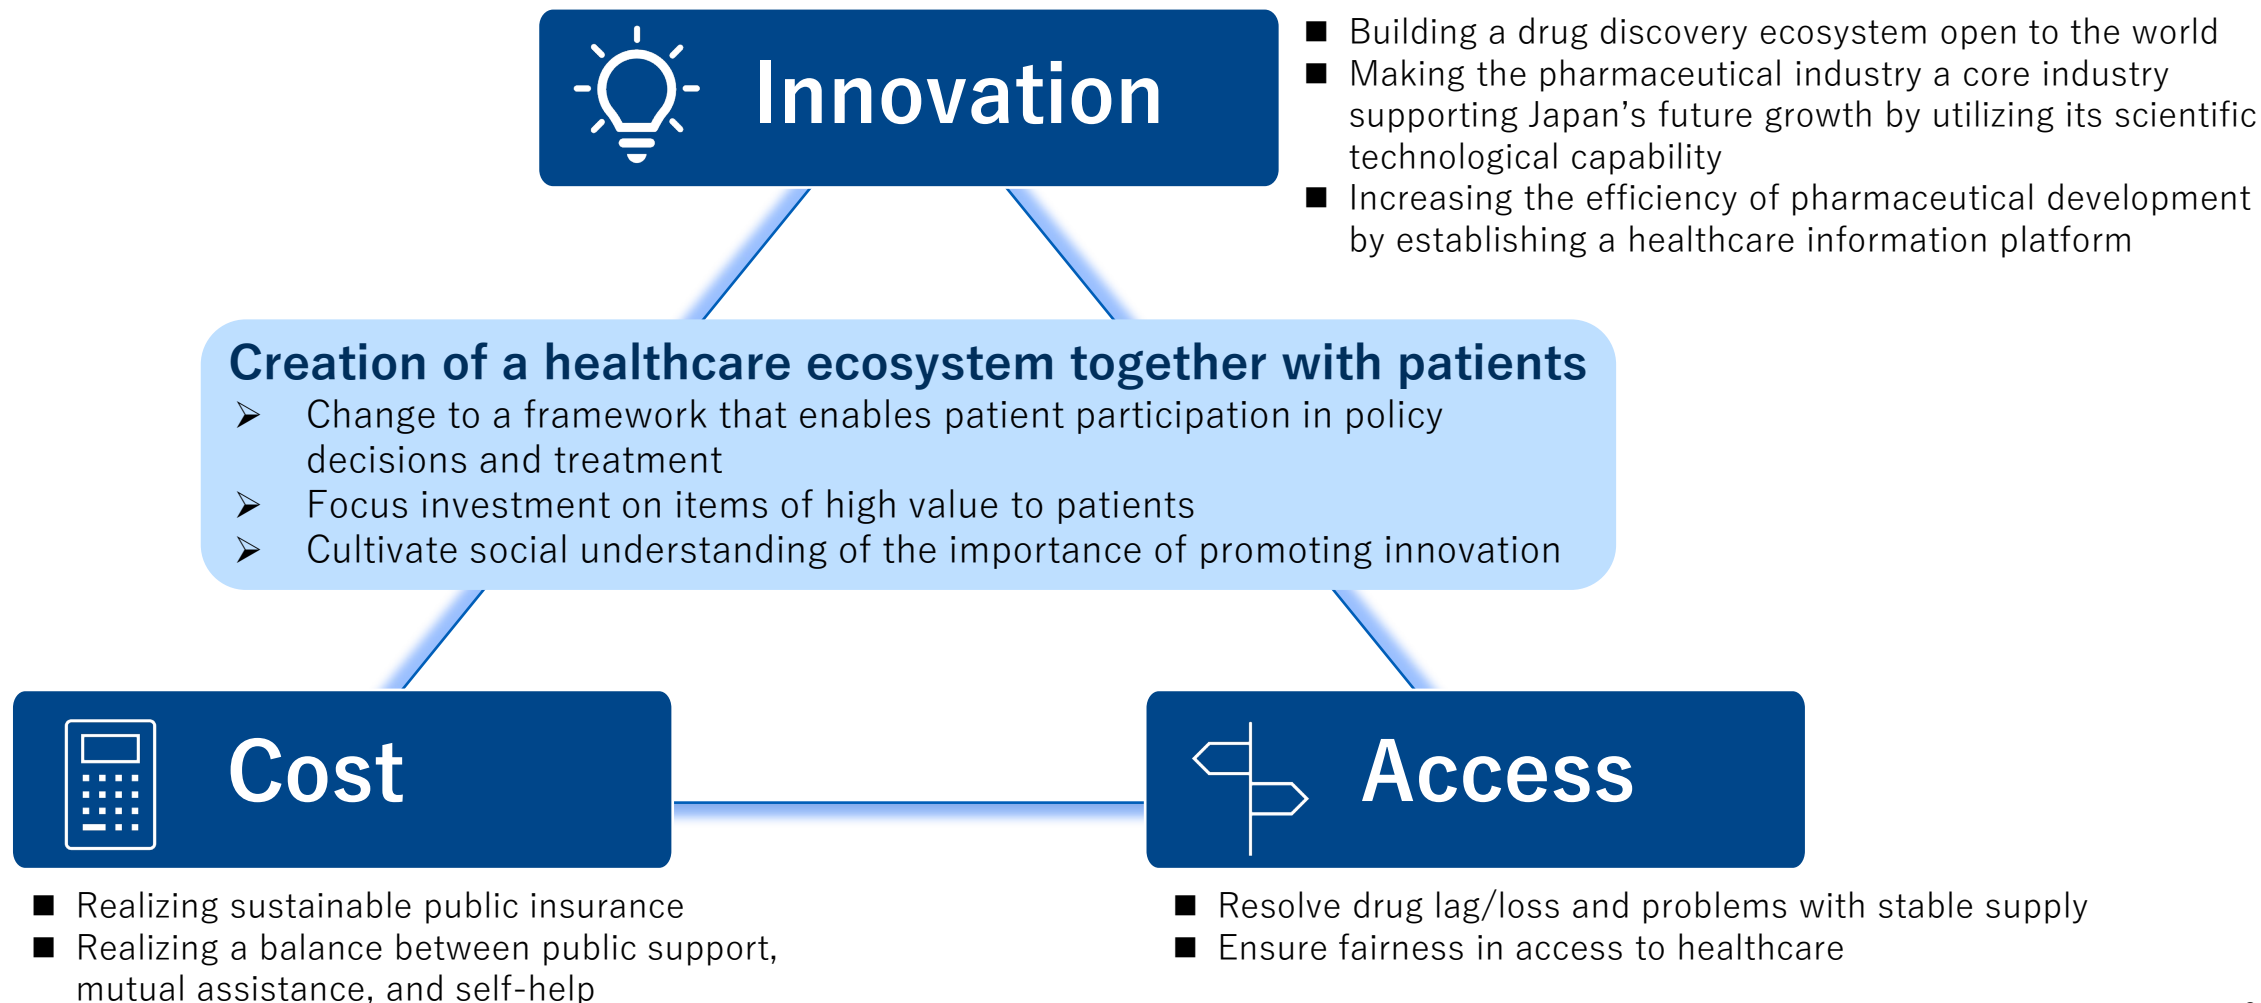 Innovation
■ Building a drug discovery ecosystem open to the world
■ Making the pharmaceutical industry a core industry
supporting Japan’s future growth by utilizing its scientific
technological capability
■ Increasing the efficiency of pharmaceutical development
by establishing a healthcare information platform
Creation of a healthcare ecosystem together with patients
➢ Change to a framework that enables patient participation in policy
decisions and treatment
➢ Focus investment on items of high value to patients
➢ Cultivate social understanding of the importance of promoting innovation
Cost
■ Realizing sustainable public insurance
■ Realizing a balance between public support,
mutual assistance, and self-help
Access
■ Resolve drug lag/loss and problems with stable supply
■ Ensure fairness in access to healthcare